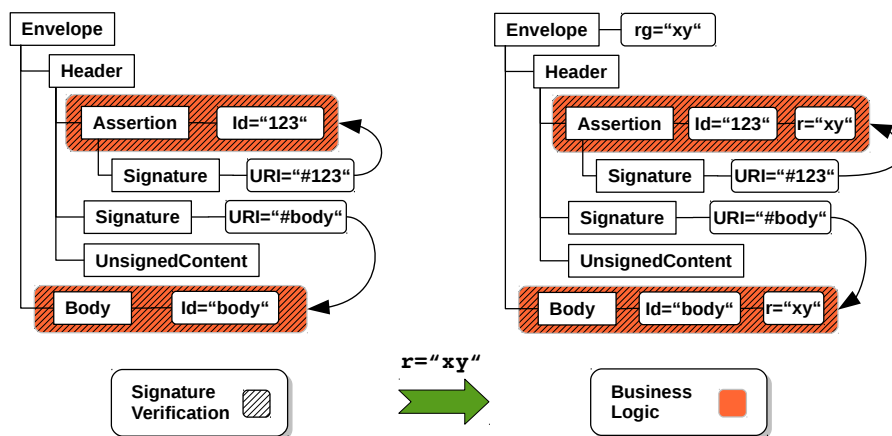 Envelope
Header
Assertion Id=“123“
Signature URI=“#123“
Signature URI=“#body“
UnsignedContent
Body Id=“body“
Signature
Verification
r=“xy“
Envelope rg=“xy“
Header
Assertion Id=“123“ r=“xy“
Signature URI=“#123“
Signature URI=“#body“
UnsignedContent
Body Id=“body“ r=“xy“
Business
Logic